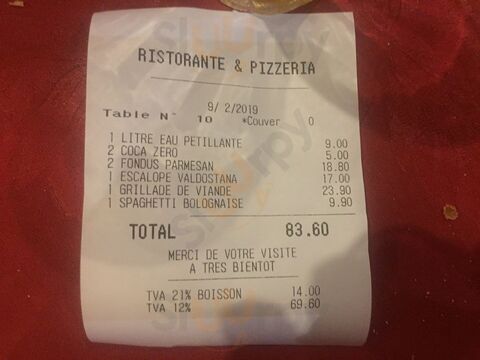 RISTORANTE & PIZZERIA
9/ 2/2019
Table N° 10 *Couver 0
1 LITRE EAU PETILLANTE 9.00
2 COCA ZERO 5.00
2 FONDUS PARMESAN 18.80
1 ESCALOPE VALDOSTANA 17.00
1 GRILLADE DE VIANDE 23.90
1 SPAGHETTI BOLOGNAISE 9.90
TOTAL 83.60
MERCI DE VOTRE VISITE
A TRES BIENTOT
TVA 21% BOISSON 14.00
TVA 12% 69.60